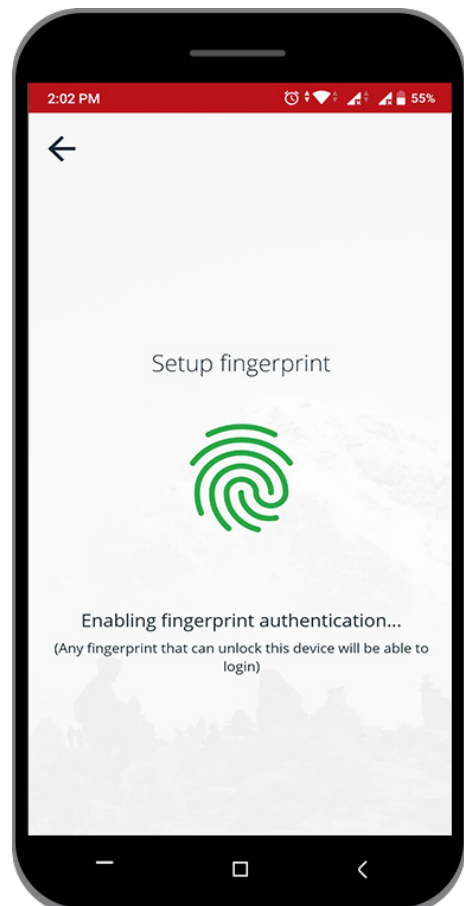 2:02 PM 55%
Setup fingerprint
Enabling fingerprint authentication...
(Any fingerprint that can unlock this device will be able to
login)